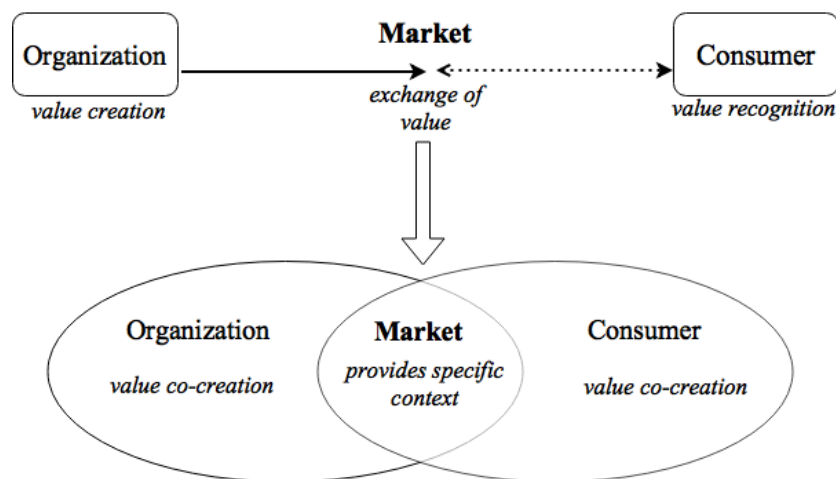 Organization
value creation
Market
exchange of
value
Consumer
value recognition
Organization
value co-creation
Market
provides specific
context
Consumer
value co-creation